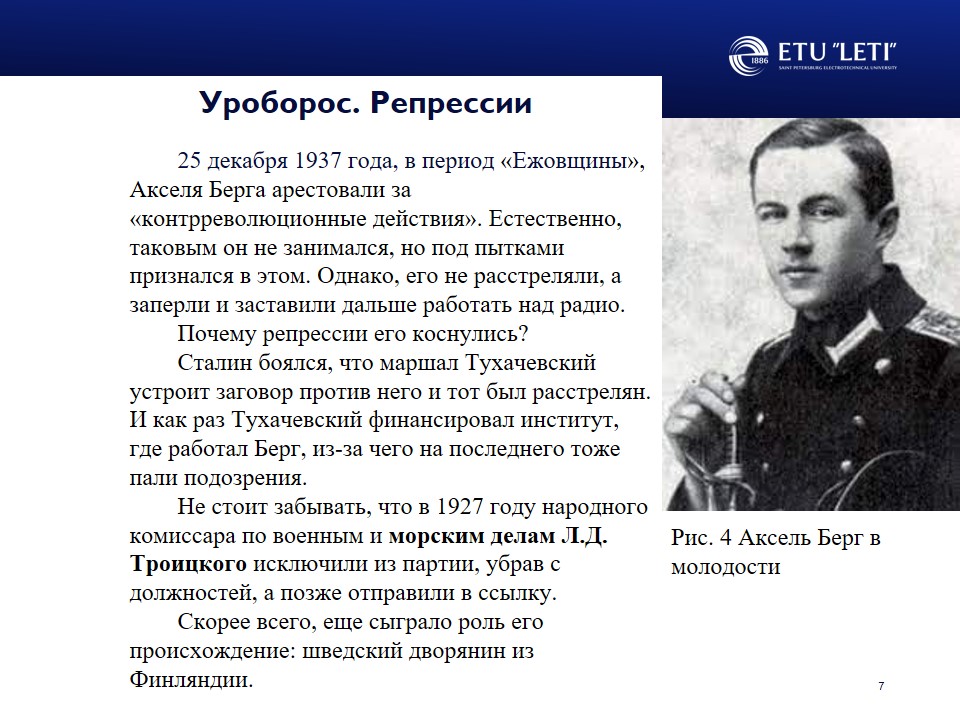 ETU "LETI"
1886
SAINT PETERSBURG ELECTROTECHNICAL UNIVERSITY
Уроборос. Репрессии
25 декабря 1937 года, в период «Ежовщины»,
Акселя Берга арестовали за
«контрреволюционные действия». Естественно,
таковым он не занимался, но под пытками
признался в этом. Однако, его не расстреляли, а
заперли и заставили дальше работать над радио.
Почему репрессии его коснулись?
Сталин боялся, что маршал Тухачевский
устроит заговор против него и тот был расстрелян.
И как раз Тухачевский финансировал институт,
где работал Берг, из-за чего на последнего тоже
пали подозрения.
Не стоит забывать, что в 1927 году народного
комиссара по военным и морским делам Л.Д.
Троицкого исключили из партии, убрав с
должностей, а позже отправили в ссылку.
Скорее всего, еще сыграло роль его
происхождение: шведский дворянин из
Финляндии.
Рис. 4 Аксель Берг в
молодости
7